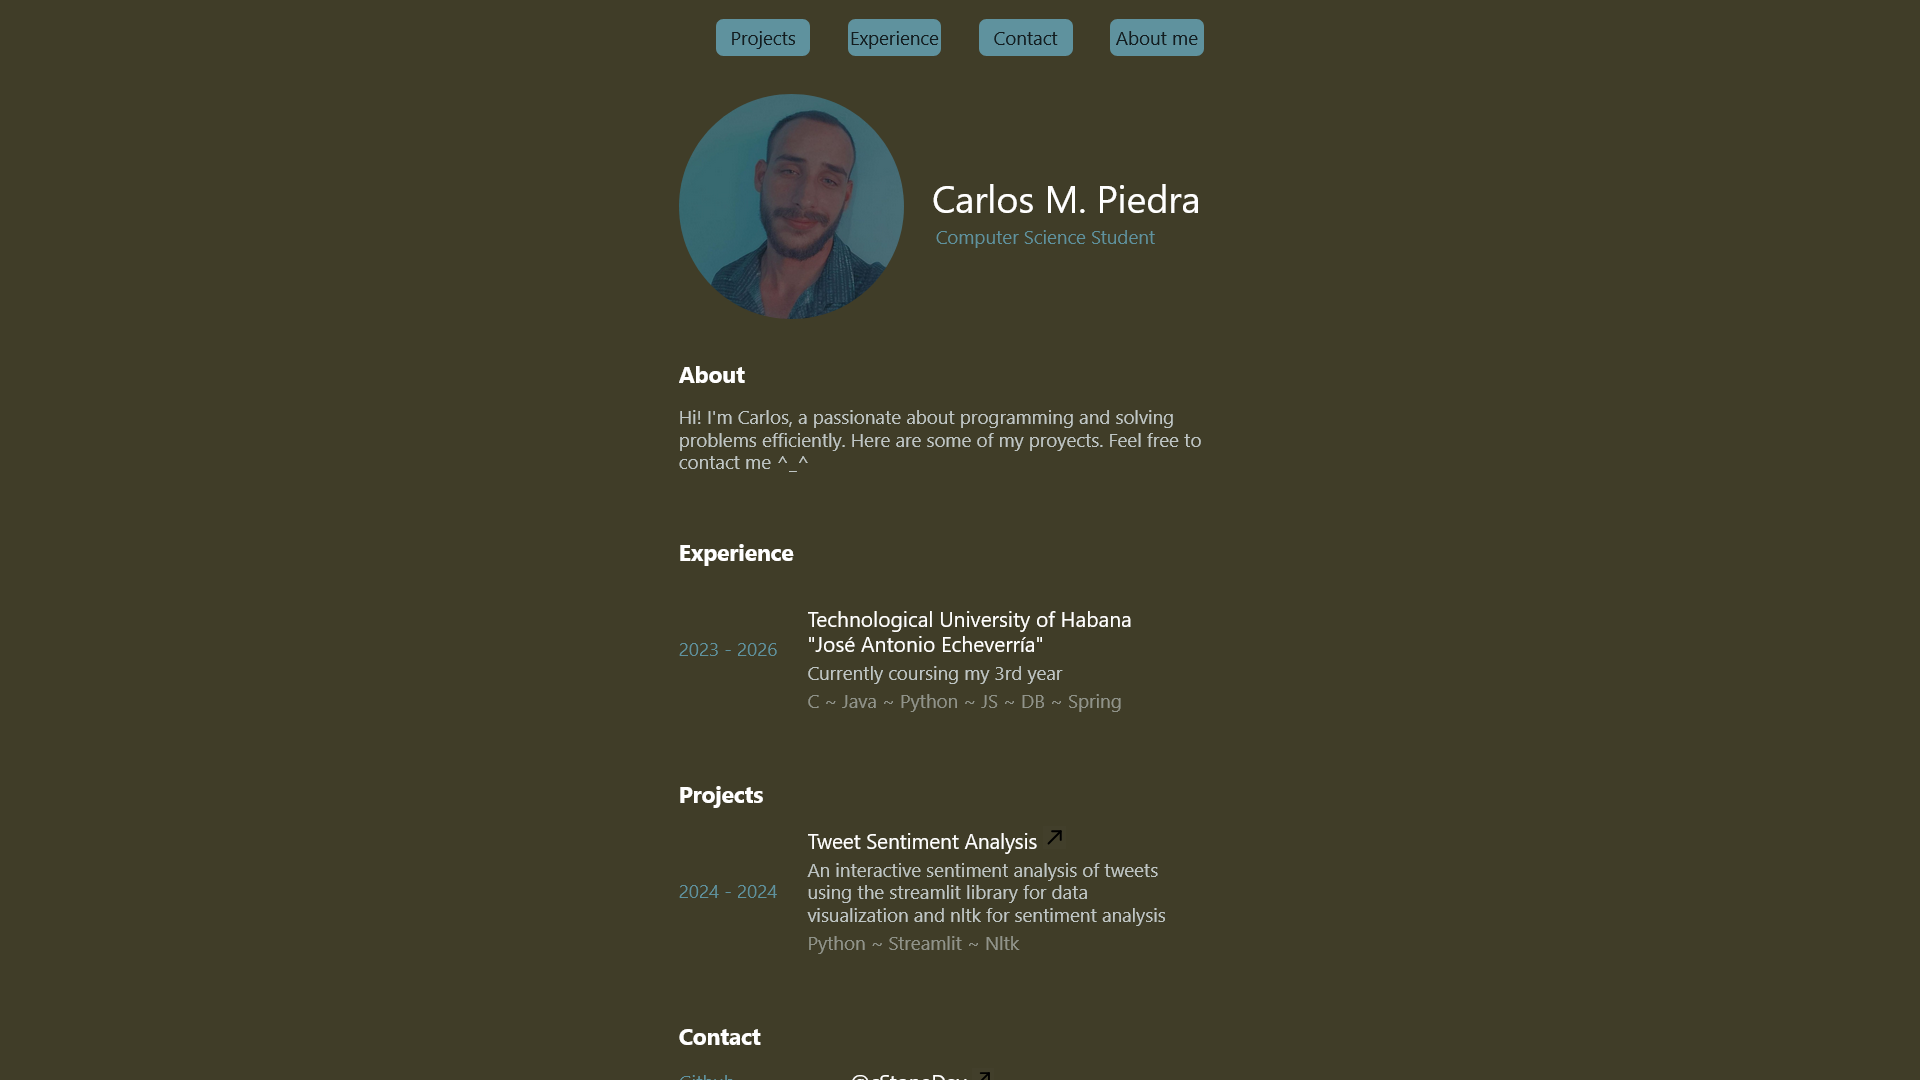 Projects
Experience
Contact
About me
Carlos M. Piedra
Computer Science Student
About
Hi! I'm Carlos, a passionate about programming and solving
problems efficiently. Here are some of my proyects. Feel free to
contact me ^_^
Experience
2023 - 2026
Technological University of Habana
"José Antonio Echeverría"
Currently coursing my 3rd year
C ~ Java ~ Python ~ JS ~ DB ~ Spring
Projects
2024 - 2024
Tweet Sentiment Analysis
An interactive sentiment analysis of tweets
using the streamlit library for data
visualization and nltk for sentiment analysis
Python ~ Streamlit ~ Nltk
Contact
Github
@cStoneDev